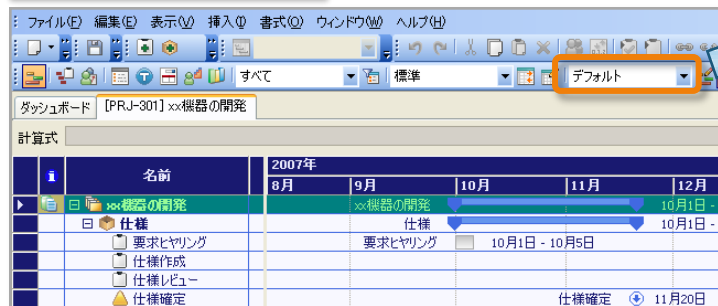 ファイル(F) 編集(E) 表示(V) 挿入(I) 書式(O) ウィンドウ(W) ヘルプ(H)
すべて 標準 デフォルト
ダッシュボード [PRJ-301] xx機器の開発
計算式
名前 2007年
8月 9月 10月 11月 12月
xx機器の開発 xx機器の開発 10月1日 -
仕様 仕様 10月1日 -
要求ヒヤリング 要求ヒヤリング 10月1日 - 10月5日
仕様作成
仕様レビュー
仕様確定 仕様確定 11月20日